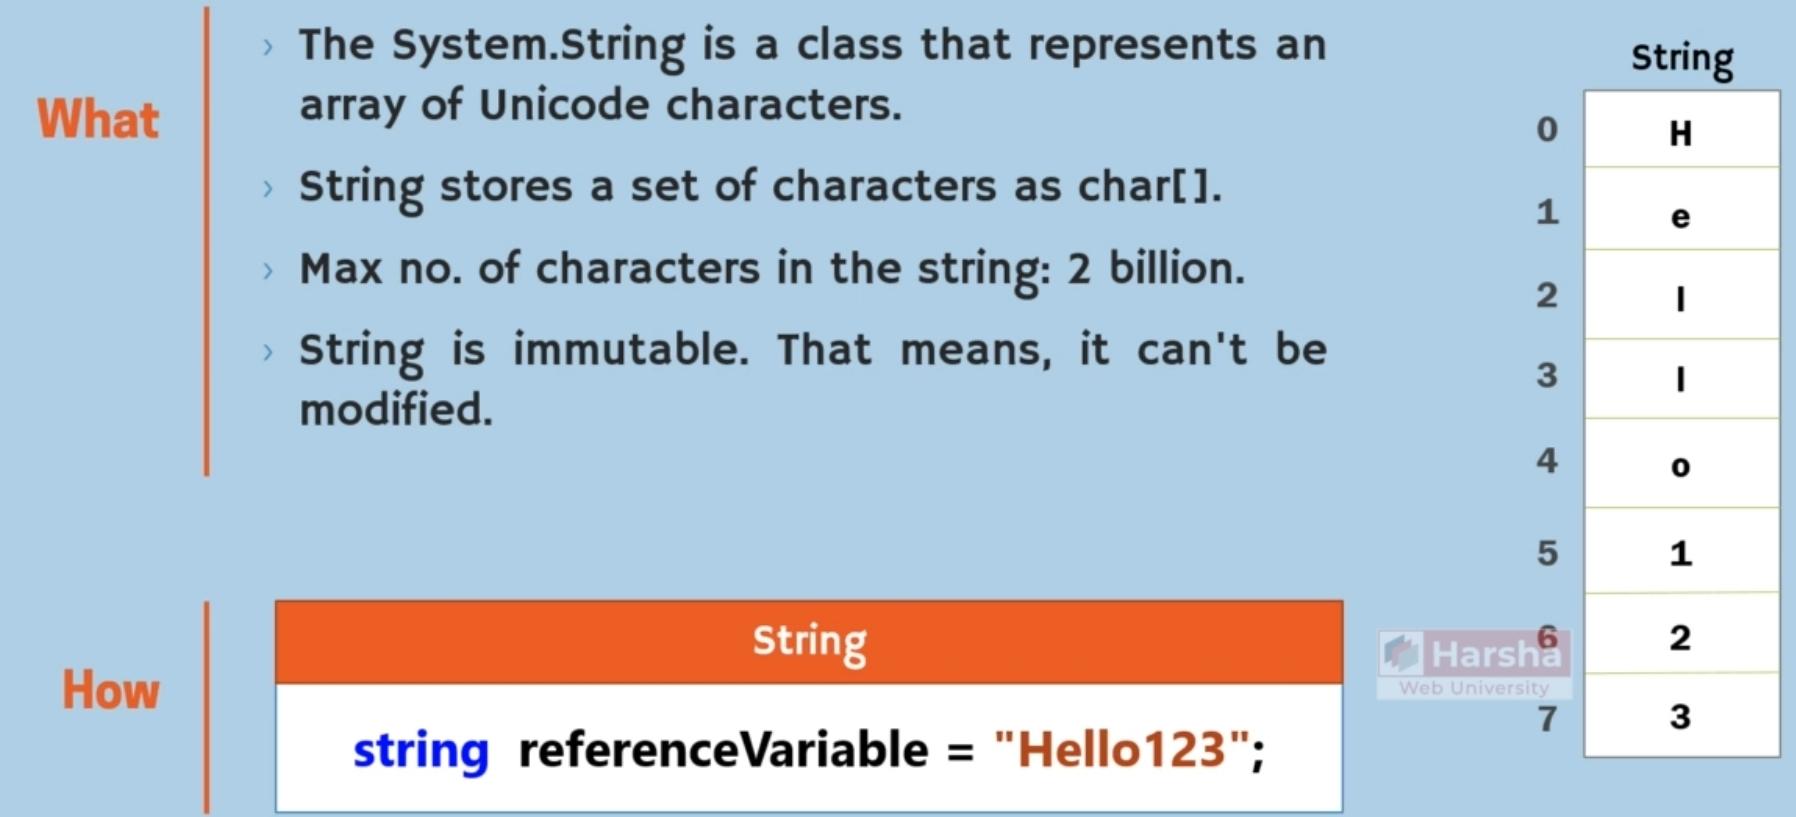 What
› The System.String is a class that represents an
array of Unicode characters.
› String stores a set of characters as char[].
› Max no. of characters in the string: 2 billion.
› String is immutable. That means, it can't be
modified.
How
String
string referenceVariable = "Hello123";
String
0 H
1 e
2 l
3 l
4 o
5 1
6 2
7 3
Harsha
Web University